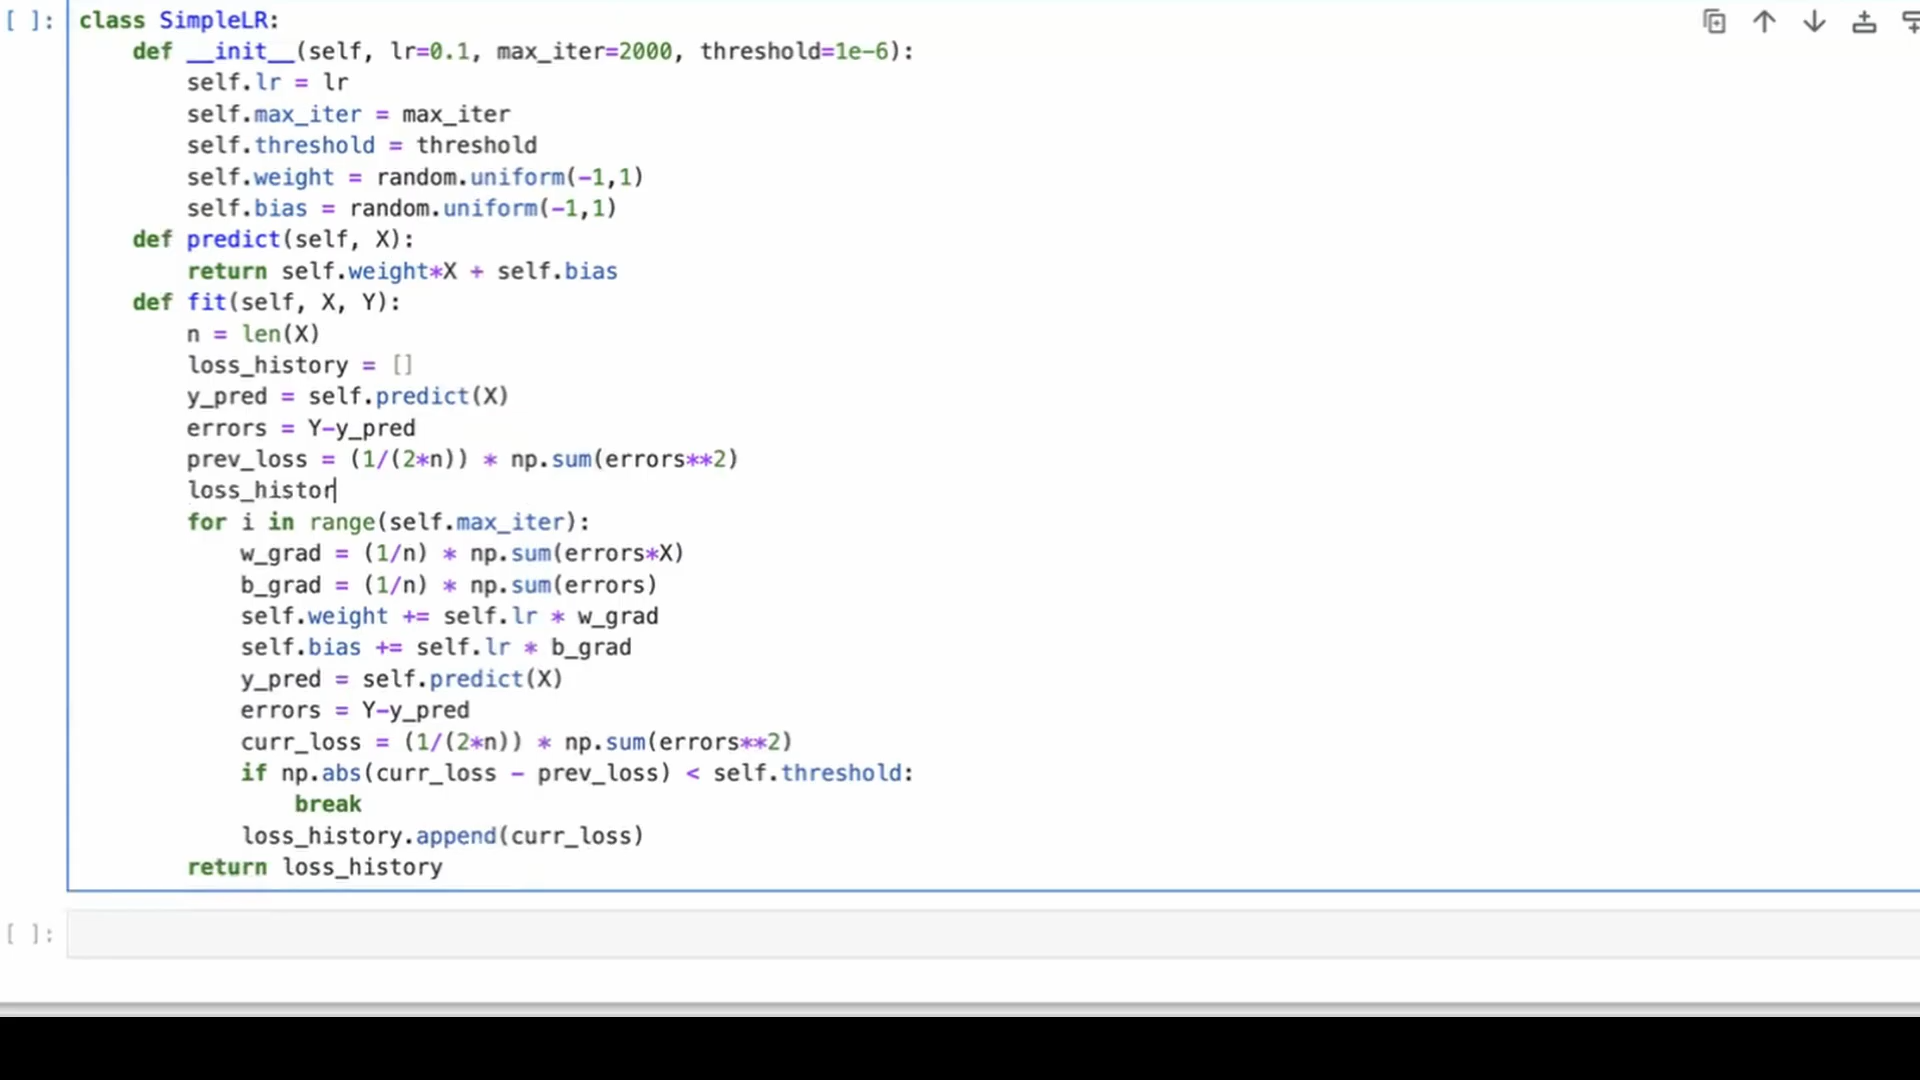 [ ]: class SimpleLR:
    def __init__(self, lr=0.1, max_iter=2000, threshold=1e-6):
        self.lr = lr
        self.max_iter = max_iter
        self.threshold = threshold
        self.weight = random.uniform(-1,1)
        self.bias = random.uniform(-1,1)
    def predict(self, X):
        return self.weight*X + self.bias
    def fit(self, X, Y):
        n = len(X)
        loss_history = []
        y_pred = self.predict(X)
        errors = Y-y_pred
        prev_loss = (1/(2*n)) * np.sum(errors**2)
        loss_histor
        for i in range(self.max_iter):
            w_grad = (1/n) * np.sum(errors*X)
            b_grad = (1/n) * np.sum(errors)
            self.weight += self.lr * w_grad
            self.bias += self.lr * b_grad
            y_pred = self.predict(X)
            errors = Y-y_pred
            curr_loss = (1/(2*n)) * np.sum(errors**2)
            if np.abs(curr_loss - prev_loss) < self.threshold:
                break
            loss_history.append(curr_loss)
        return loss_history
[ ]: